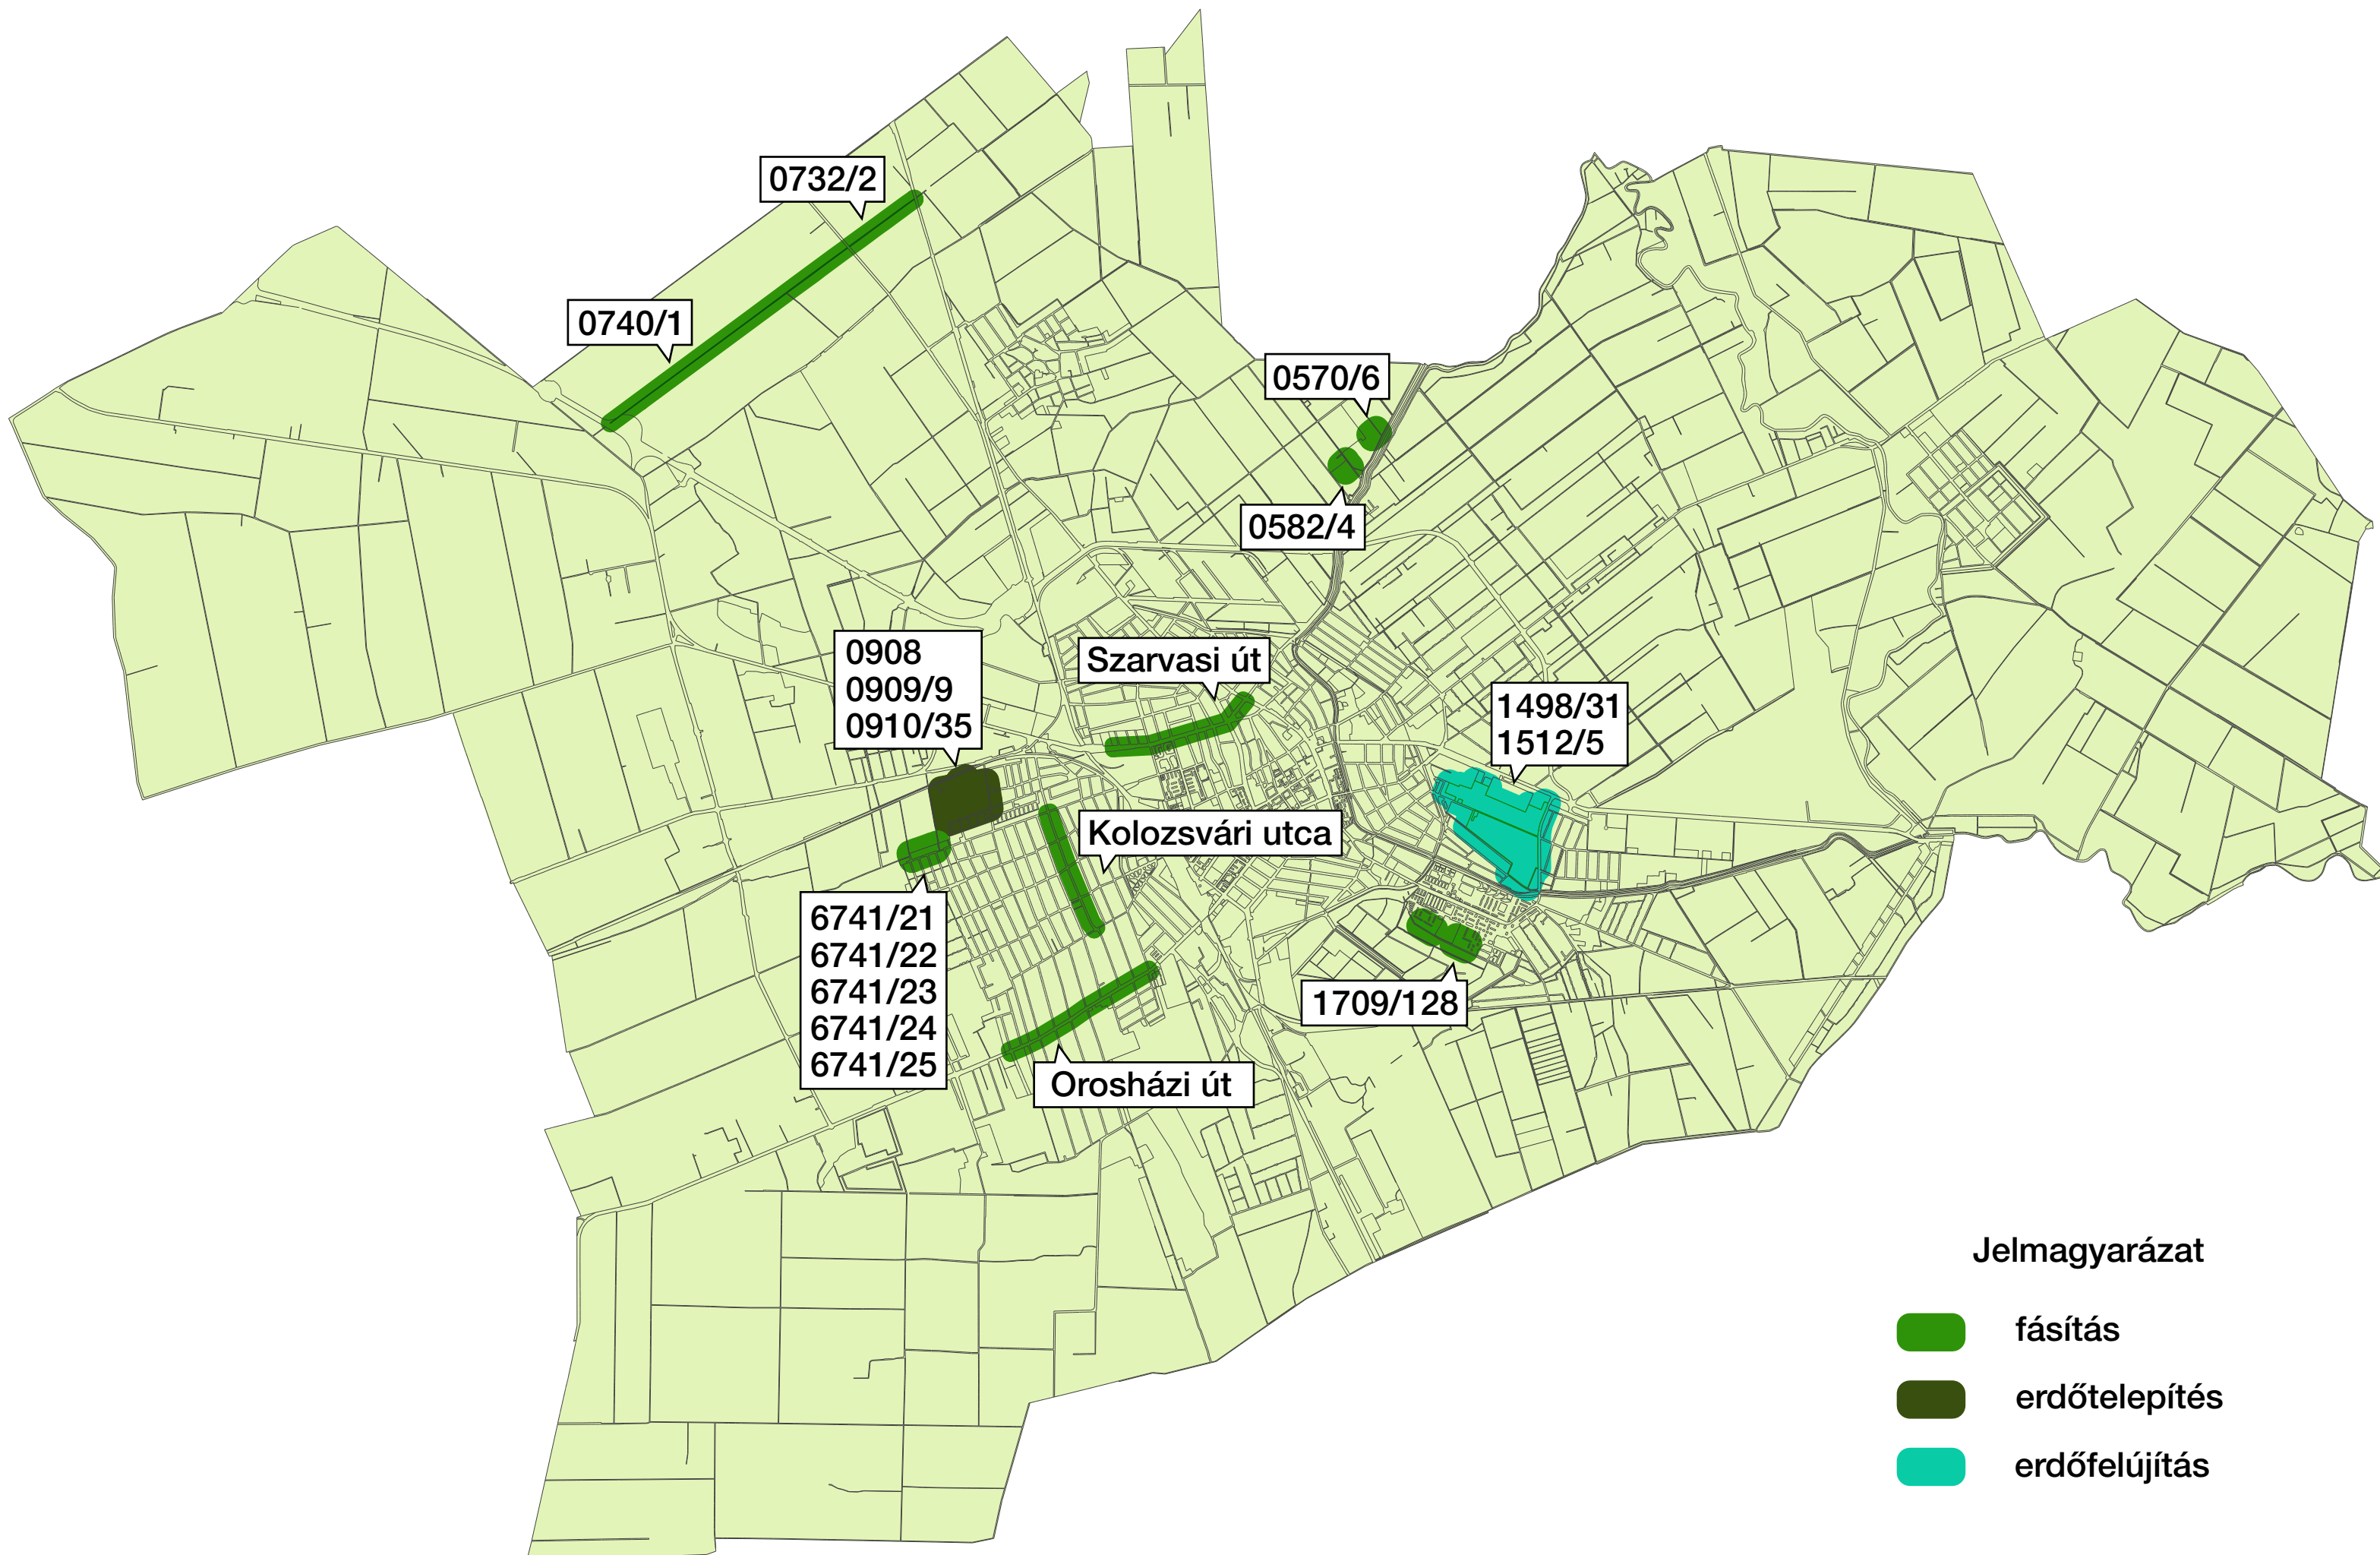 0732/2
0740/1
0570/6
0582/4
0908
0909/9
0910/35
Szarvasi út
1498/31
1512/5
Kolozsvári utca
6741/21
6741/22
6741/23
6741/24
6741/25
1709/128
Orosházi út
Jelmagyarázat
fásítás
erdőtelepítés
erdőfelújítás